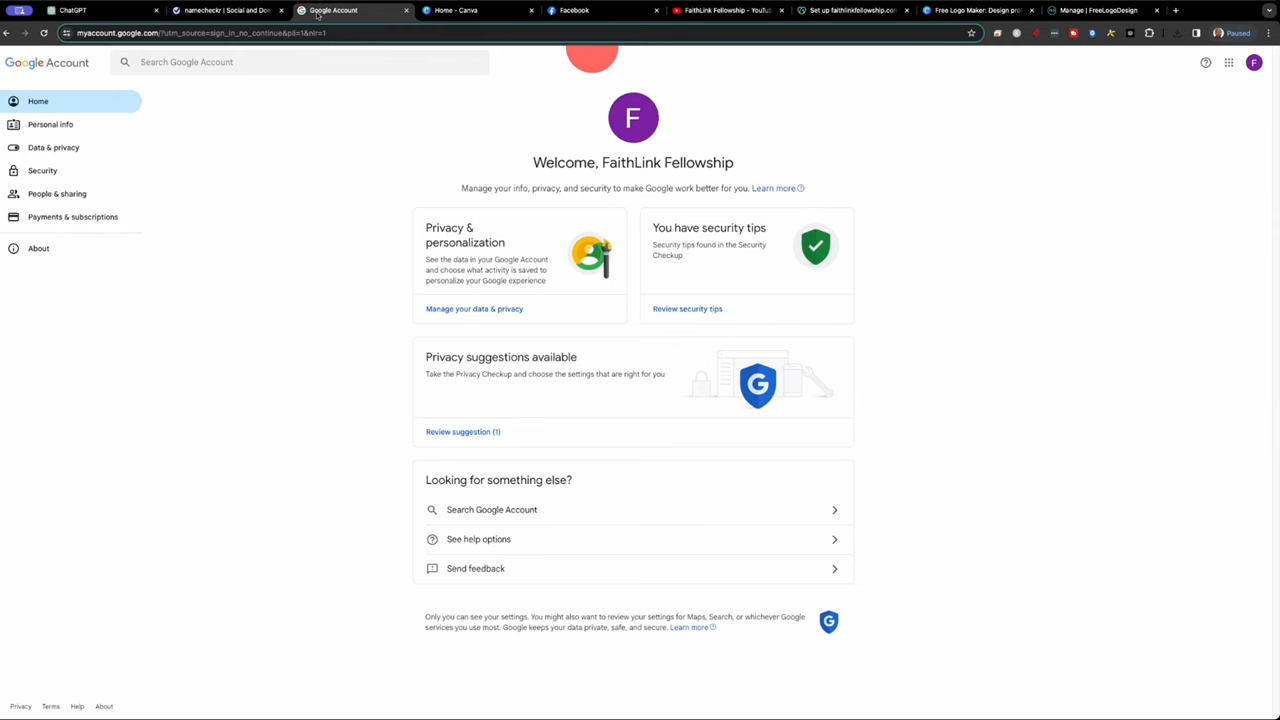 ChatGPT
namecheckr | Social and Dom
Google Account
Home - Canva
Facebook
FaithLink Fellowship - YouTu
Set up faithlinkfellowship.com
Free Logo Maker: Design prof
Manage | FreeLogoDesign
myaccount.google.com/?utm_source=sign_in_no_continue&pli=1&nlr=1
Paused
Google Account
Search Google Account
F
Home
Personal info
Data & privacy
Security
People & sharing
Payments & subscriptions
About
F
Welcome, FaithLink Fellowship
Manage your info, privacy, and security to make Google work better for you. Learn more
Privacy &
personalization
See the data in your Google Account
and choose what activity is saved to
personalize your Google experience
Manage your data & privacy
You have security tips
Security tips found in the Security
Checkup
Review security tips
Privacy suggestions available
Take the Privacy Checkup and choose the settings that are right for you
G
Review suggestion (1)
Looking for something else?
Search Google Account
See help options
Send feedback
Only you can see your settings. You might also want to review your settings for Maps, Search, or whichever Google
services you use most. Google keeps your data private, safe, and secure. Learn more
G
Privacy
Terms
Help
About